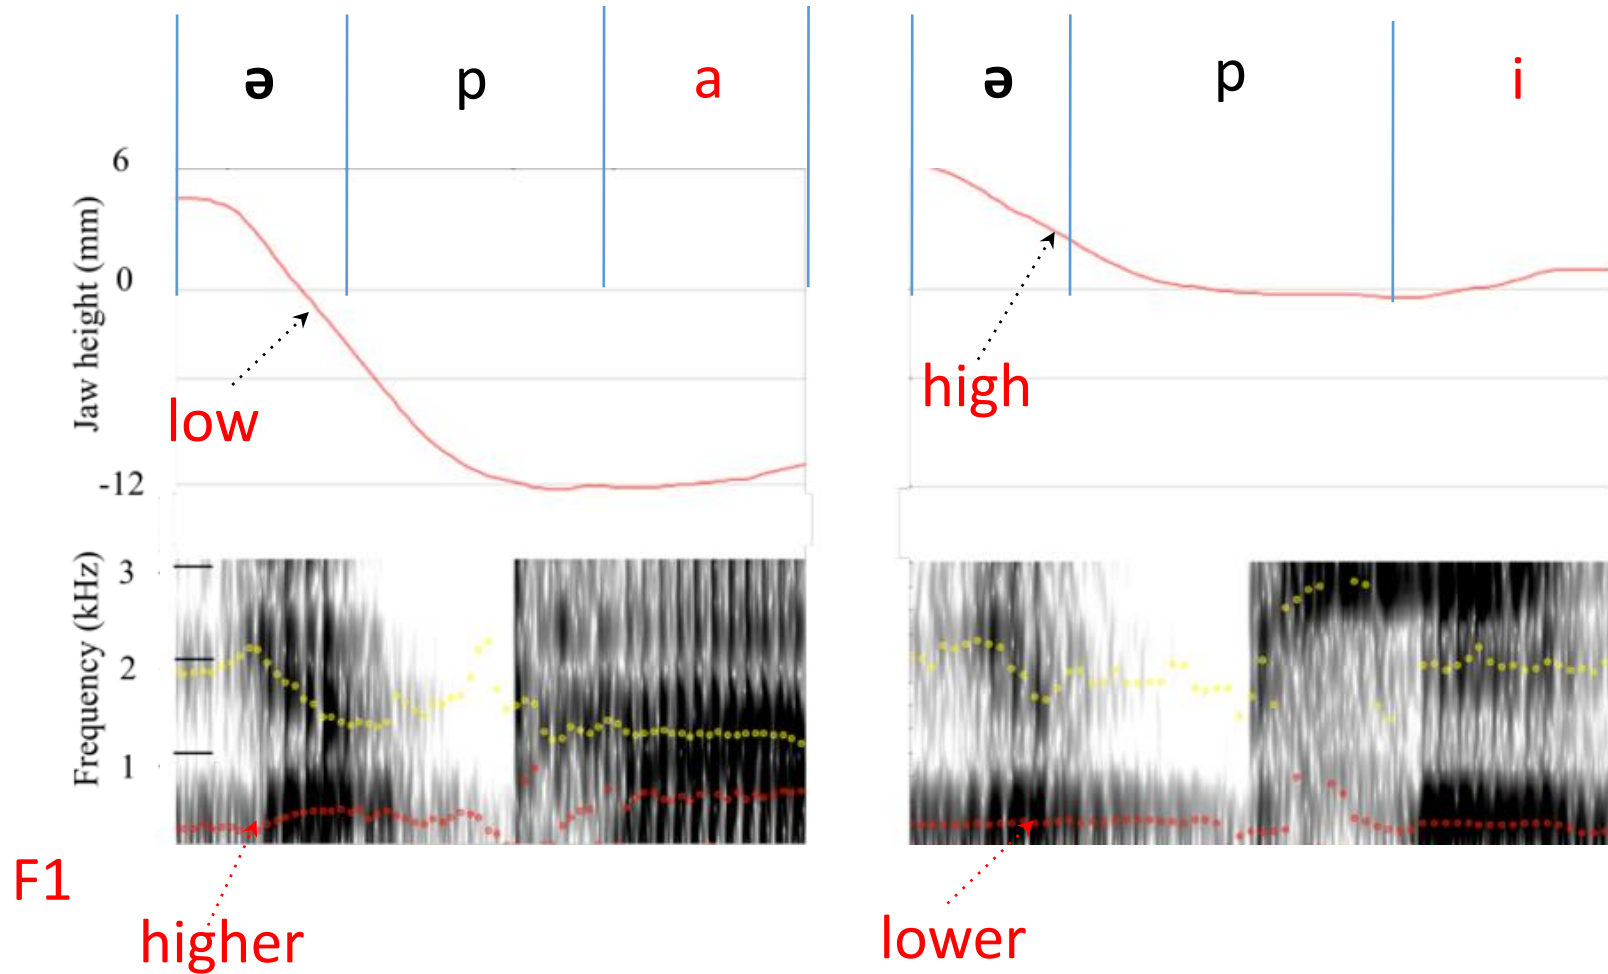 ə p a
ə p i
6
0
-12
Jaw height (mm)
low
high
3
2
1
Frequency (kHz)
F1
higher
lower